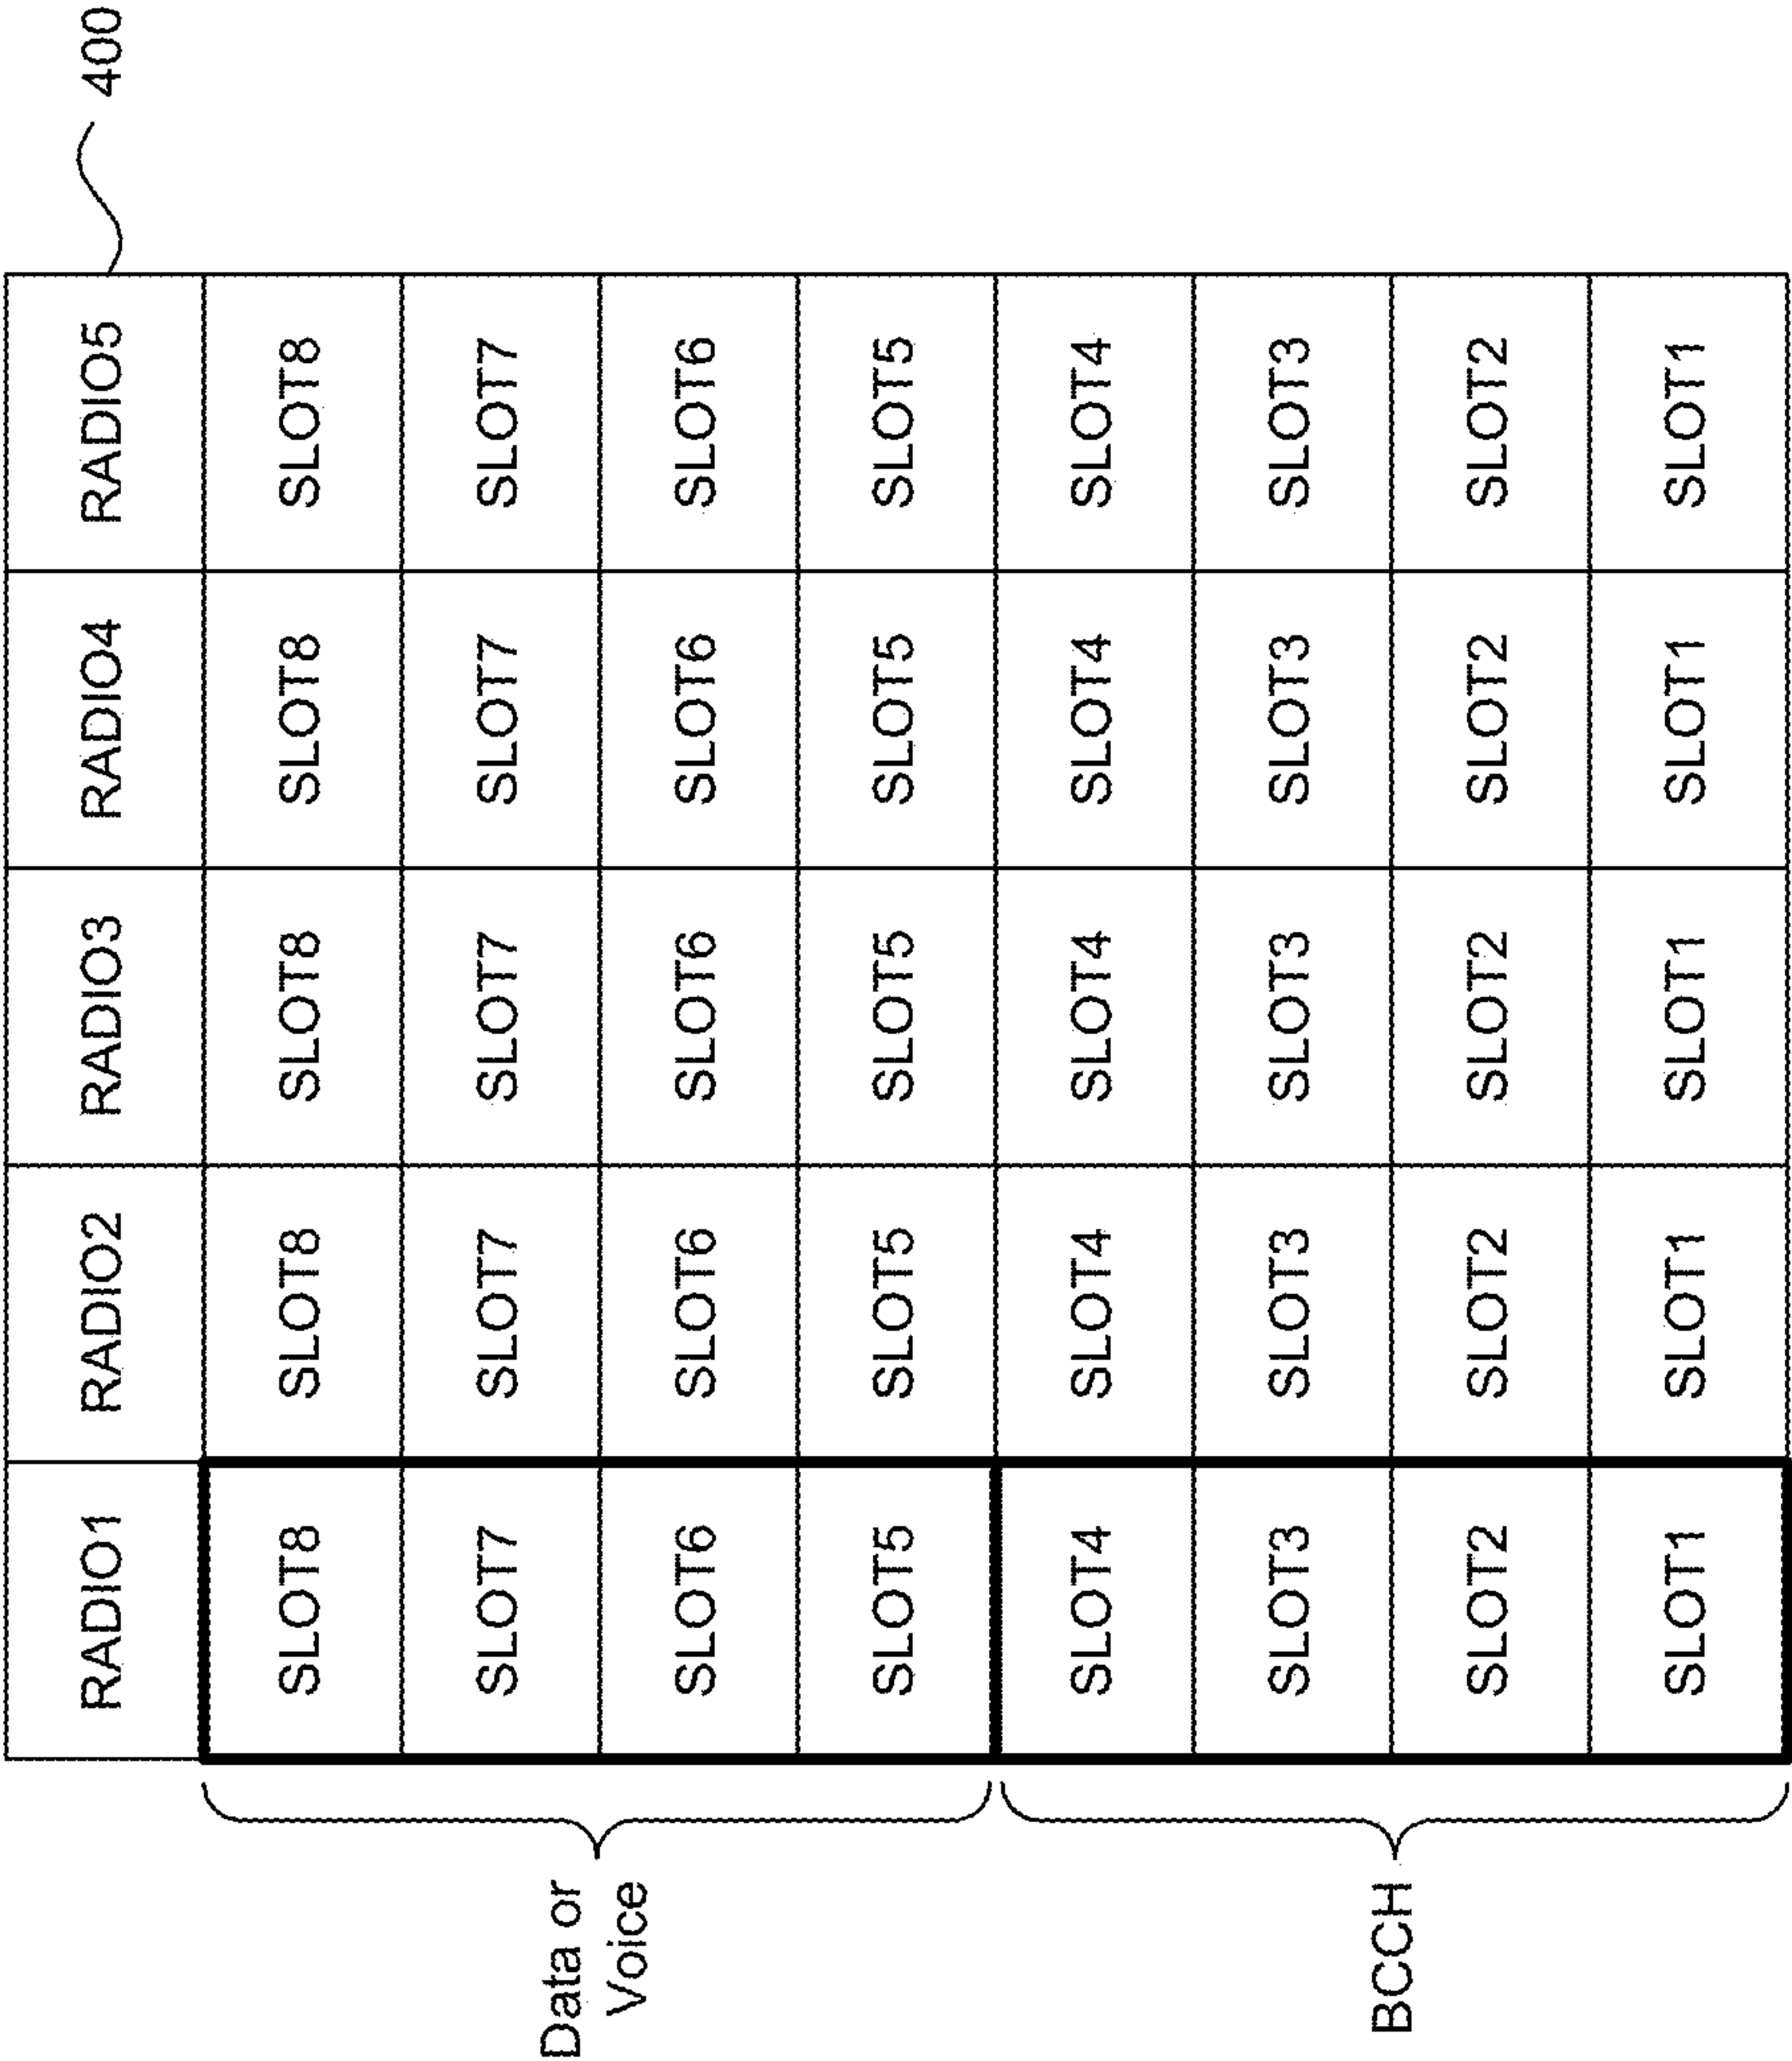 RADIO1 RADIO2 RADIO3 RADIO4 RADIO5 400
SLOT8 SLOT8 SLOT8 SLOT8 SLOT8
SLOT7 SLOT7 SLOT7 SLOT7 SLOT7
Data or
Voice
SLOT6 SLOT6 SLOT6 SLOT6 SLOT6
SLOT5 SLOT5 SLOT5 SLOT5 SLOT5
SLOT4 SLOT4 SLOT4 SLOT4 SLOT4
SLOT3 SLOT3 SLOT3 SLOT3 SLOT3
BCCH
SLOT2 SLOT2 SLOT2 SLOT2 SLOT2
SLOT1 SLOT1 SLOT1 SLOT1 SLOT1